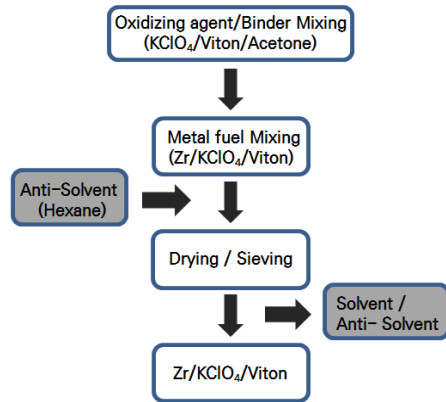 Oxidizing agent/Binder Mixing
(KClO₄/Viton/Acetone)
Metal fuel Mixing
(Zr/KClO₄/Viton)
Anti-Solvent
(Hexane)
Drying / Sieving
Solvent /
Anti- Solvent
Zr/KClO₄/Viton